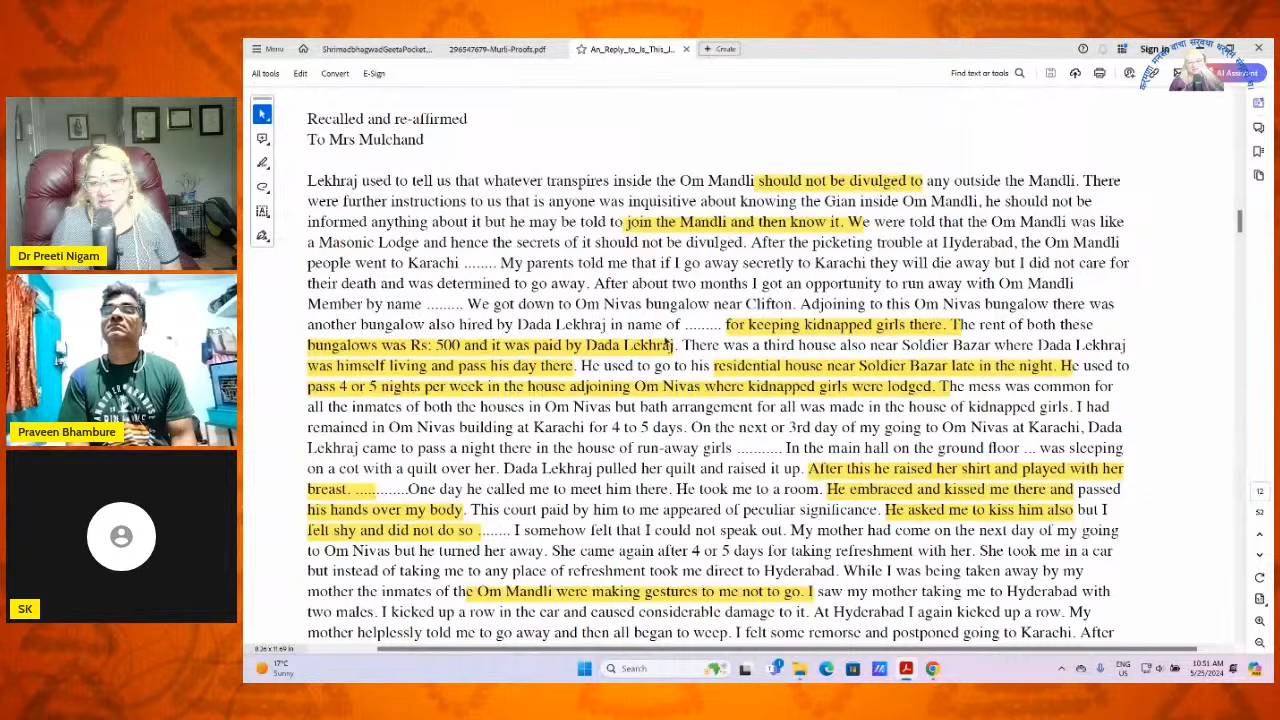 Menu
ShrimadbhagwadGeetaPocket...
296547679-Murli-Proofs.pdf
An_Reply_to_Is_This_J...
+ Create
Sign in
All tools
Edit
Convert
E-Sign
Find text or tools
AI Assistant
Recalled and re-affirmed
To Mrs Mulchand
Lekhraj used to tell us that whatever transpires inside the Om Mandli should not be divulged to any outside the Mandli. There
were further instructions to us that is anyone was inquisitive about knowing the Gian inside Om Mandli, he should not be
informed anything about it but he may be told to join the Mandli and then know it. We were told that the Om Mandli was like
a Masonic Lodge and hence the secrets of it should not be divulged. After the picketing trouble at Hyderabad, the Om Mandli
people went to Karachi ........ My parents told me that if I go away secretly to Karachi they will die away but I did not care for
their death and was determined to go away. After about two months I got an opportunity to run away with Om Mandli
Member by name ......... We got down to Om Nivas bungalow near Clifton. Adjoining to this Om Nivas bungalow there was
another bungalow also hired by Dada Lekhraj in name of ........ for keeping kidnapped girls there. The rent of both these
bungalows was Rs: 500 and it was paid by Dada Lekhraj. There was a third house also near Soldier Bazar where Dada Lekhraj
was himself living and pass his day there. He used to go to his residential house near Soldier Bazar late in the night. He used to
pass 4 or 5 nights per week in the house adjoining Om Nivas where kidnapped girls were lodged. The mess was common for
all the inmates of both the houses in Om Nivas but bath arrangement for all was made in the house of kidnapped girls. I had
remained in Om Nivas building at Karachi for 4 to 5 days. On the next or 3rd day of my going to Om Nivas at Karachi, Dada
Lekhraj came to pass a night there in the house of run-away girls .......... In the main hall on the ground floor ... was sleeping
on a cot with a quilt over her. Dada Lekhraj pulled her quilt and raised it up. After this he raised her shirt and played with her
breast. .............One day he called me to meet him there. He took me to a room. He embraced and kissed me there and passed
his hands over my body. This court paid by him to me appeared of peculiar significance. He asked me to kiss him also but I
felt shy and did not do so ........ I somehow felt that I could not speak out. My mother had come on the next day of my going
to Om Nivas but he turned her away. She came again after 4 or 5 days for taking refreshment with her. She took me in a car
but instead of taking me to any place of refreshment took me direct to Hyderabad. While I was being taken away by my
mother the inmates of the Om Mandli were making gestures to me not to go. I saw my mother taking me to Hyderabad with
two males. I kicked up a row in the car and caused considerable damage to it. At Hyderabad I again kicked up a row. My
mother helplessly told me to go away and then all began to weep. I felt some remorse and postponed going to Karachi. After
12
52
8.26 x 11.69 in
17°C
Sunny
Search
ENG
US
10:51 AM
5/25/2024
Dr Preeti Nigam
Praveen Bhambure
SK